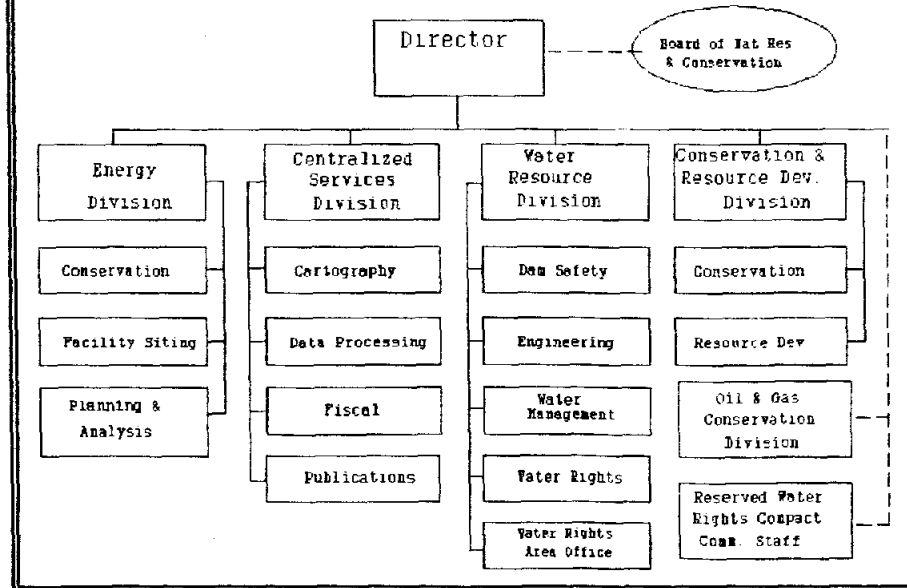 Director
Board of Nat Res
& Conservation
Energy
Division
Conservation
Facility Siting
Planning &
Analysis
Centralized
Services
Division
Cartography
Data Processing
Fiscal
Publications
Water
Resource
Division
Dam Safety
Engineering
Water
Management
Water Rights
Water Rights
Area Office
Conservation &
Resource Dev.
Division
Conservation
Resource Dev
Oil & Gas
Conservation
Division
Reserved Water
Rights Compact
Comm. Staff